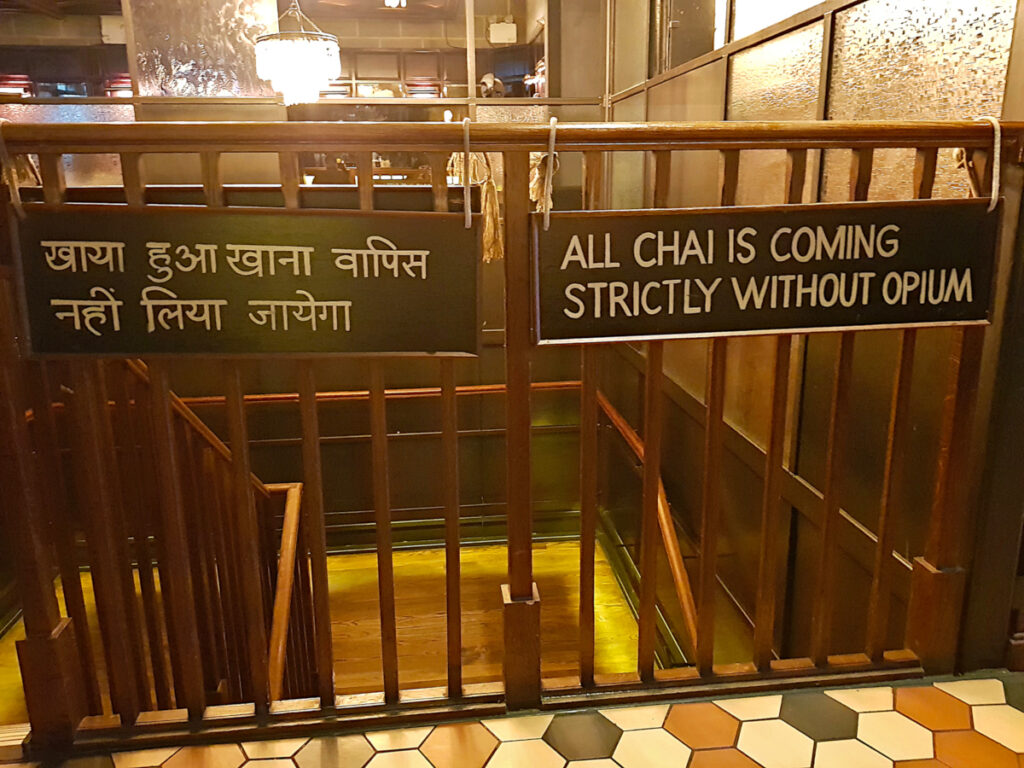 खाया हुआ खाना वापिस
नहीं लिया जायेगा
ALL CHAI IS COMING
STRICTLY WITHOUT OPIUM